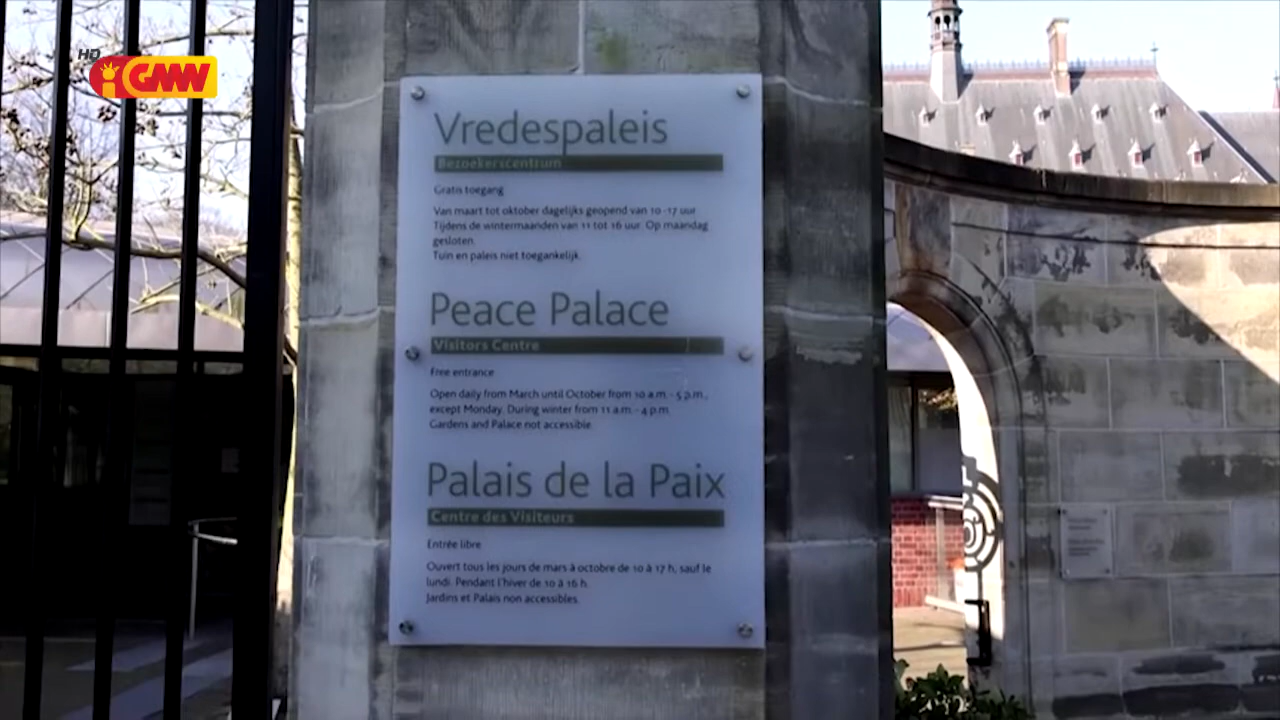 HD
iGMW
Vredespaleis
Bezoekerscentrum
Gratis toegang
Van maart tot oktober dagelijks geopend van 10 -17 uur
Tijdens de wintermaanden van 11 tot 16 uur. Op maandag
gesloten.
Tuin en paleis niet toegankelijk.
Peace Palace
Visitors Centre
Free entrance
Open daily from March until October from 10 a.m. - 5 p.m.,
except Monday. During winter from 11 a.m. - 4 p.m.
Gardens and Palace not accessible.
Palais de la Paix
Centre des Visiteurs
Entrée libre
Ouvert tous les jours de mars à octobre de 10 à 17 h, sauf le
lundi. Pendant l'hiver de 10 à 16 h.
Jardins et Palais non accessibles.